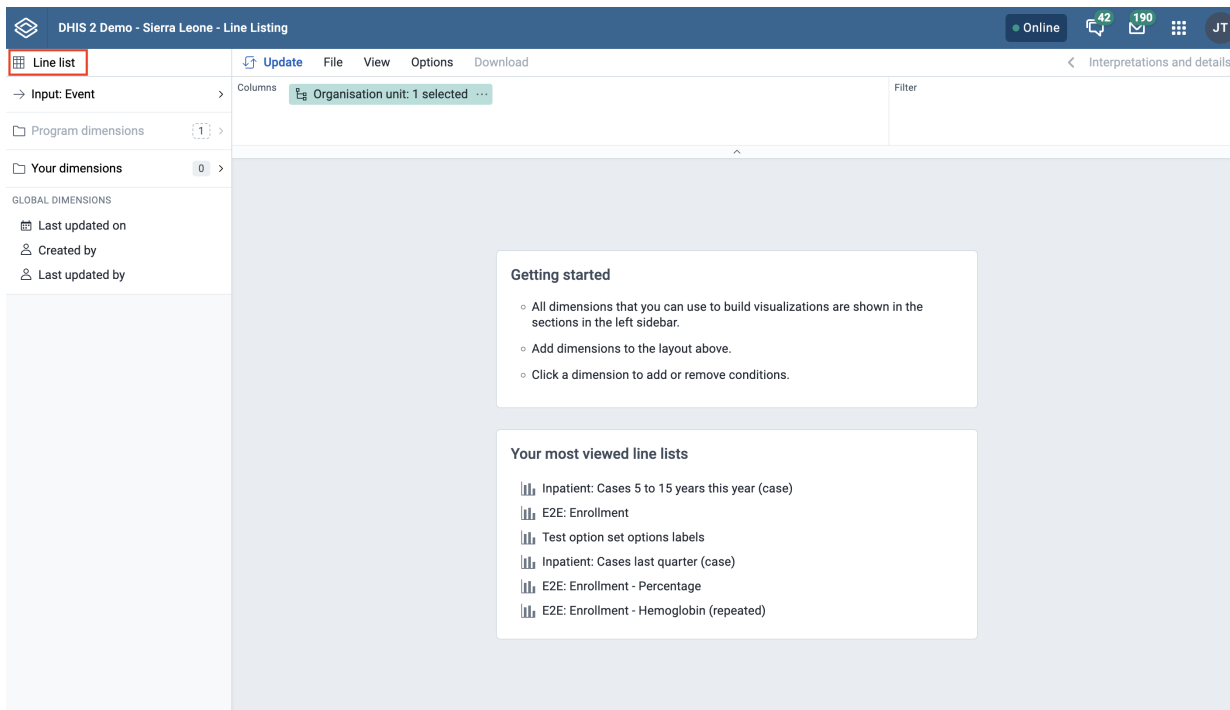 DHIS 2 Demo - Sierra Leone - Line Listing
Online
42
190
JT
Line list
Update File View Options Download
Interpretations and details
Input: Event
Columns
Organisation unit: 1 selected
Filter
Program dimensions 1
Your dimensions 0
GLOBAL DIMENSIONS
Last updated on
Created by
Last updated by
Getting started
All dimensions that you can use to build visualizations are shown in the
sections in the left sidebar.
Add dimensions to the layout above.
Click a dimension to add or remove conditions.
Your most viewed line lists
Inpatient: Cases 5 to 15 years this year (case)
E2E: Enrollment
Test option set options labels
Inpatient: Cases last quarter (case)
E2E: Enrollment - Percentage
E2E: Enrollment - Hemoglobin (repeated)